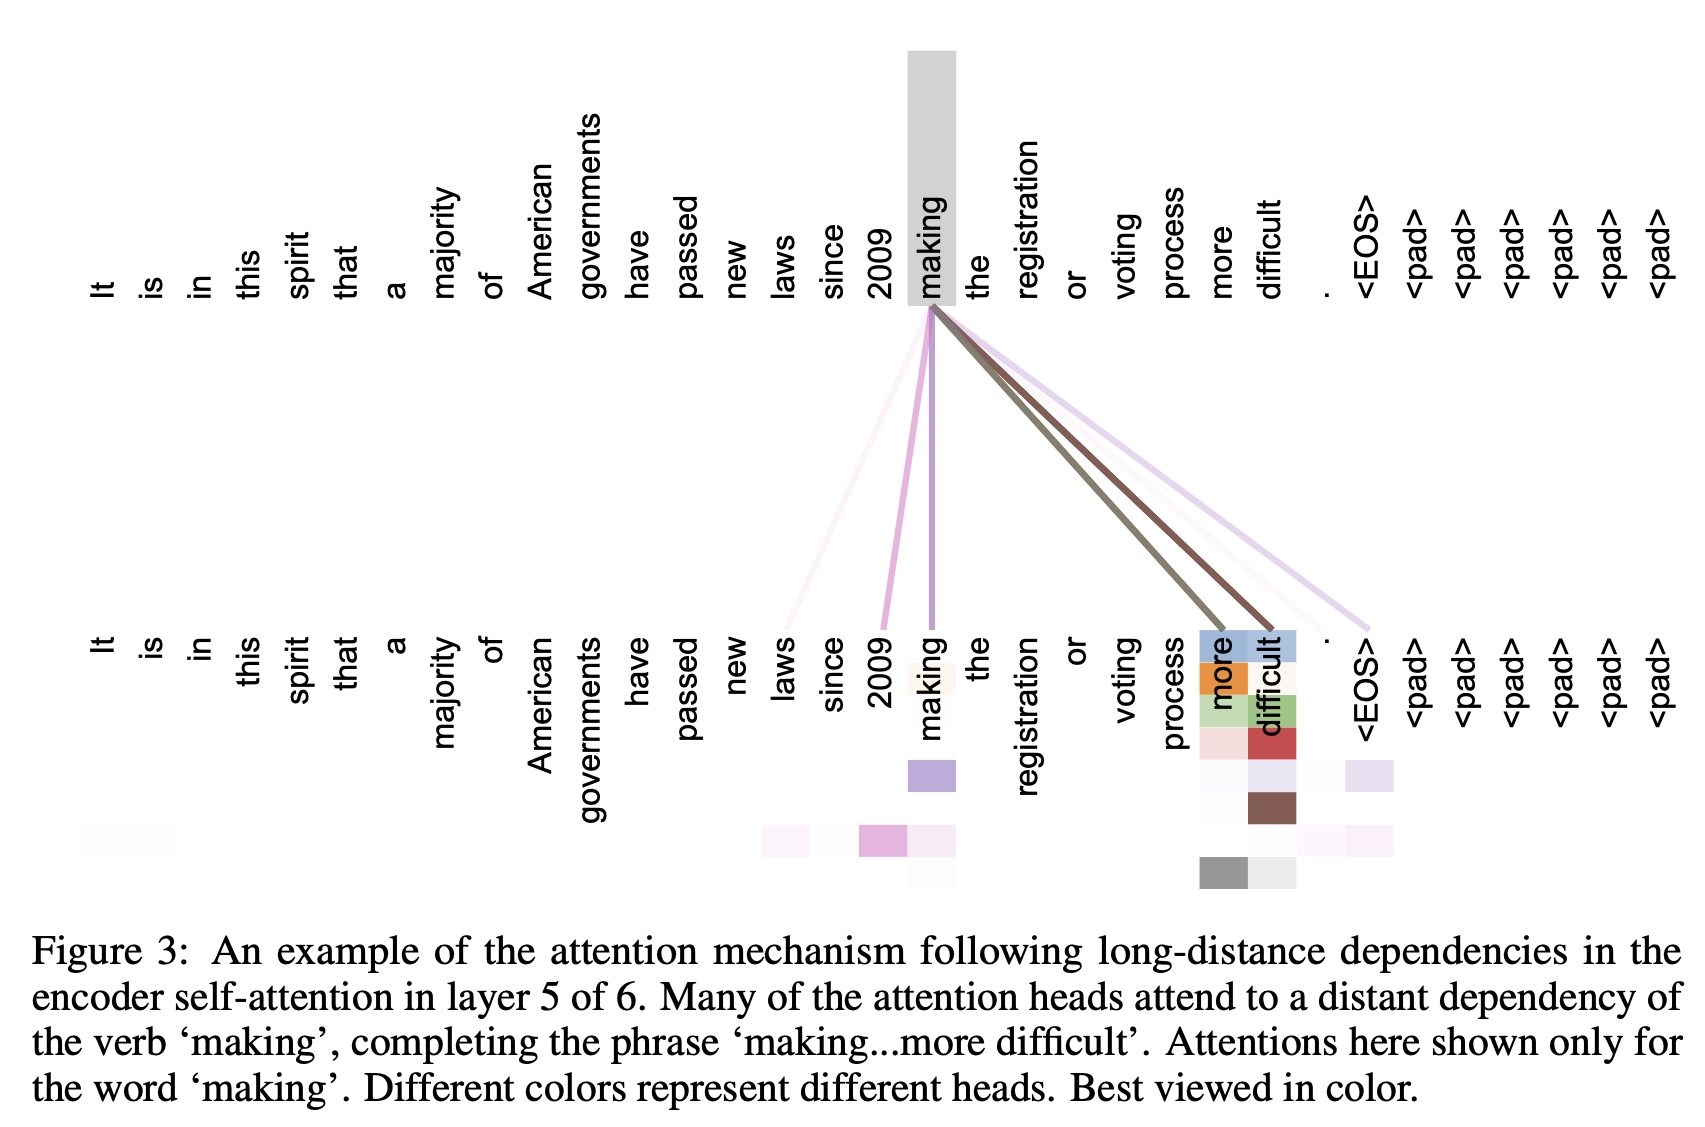 It is in this spirit that a majority of American governments have passed new laws since 2009 making the registration or voting process more difficult . <EOS> <pad> <pad> <pad> <pad> <pad> <pad>
It is in this spirit that a majority of American governments have passed new laws since 2009 making the registration or voting process more difficult . <EOS> <pad> <pad> <pad> <pad> <pad> <pad>
Figure 3: An example of the attention mechanism following long-distance dependencies in the
encoder self-attention in layer 5 of 6. Many of the attention heads attend to a distant dependency of
the verb ‘making’, completing the phrase ‘making...more difficult’. Attentions here shown only for
the word ‘making’. Different colors represent different heads. Best viewed in color.